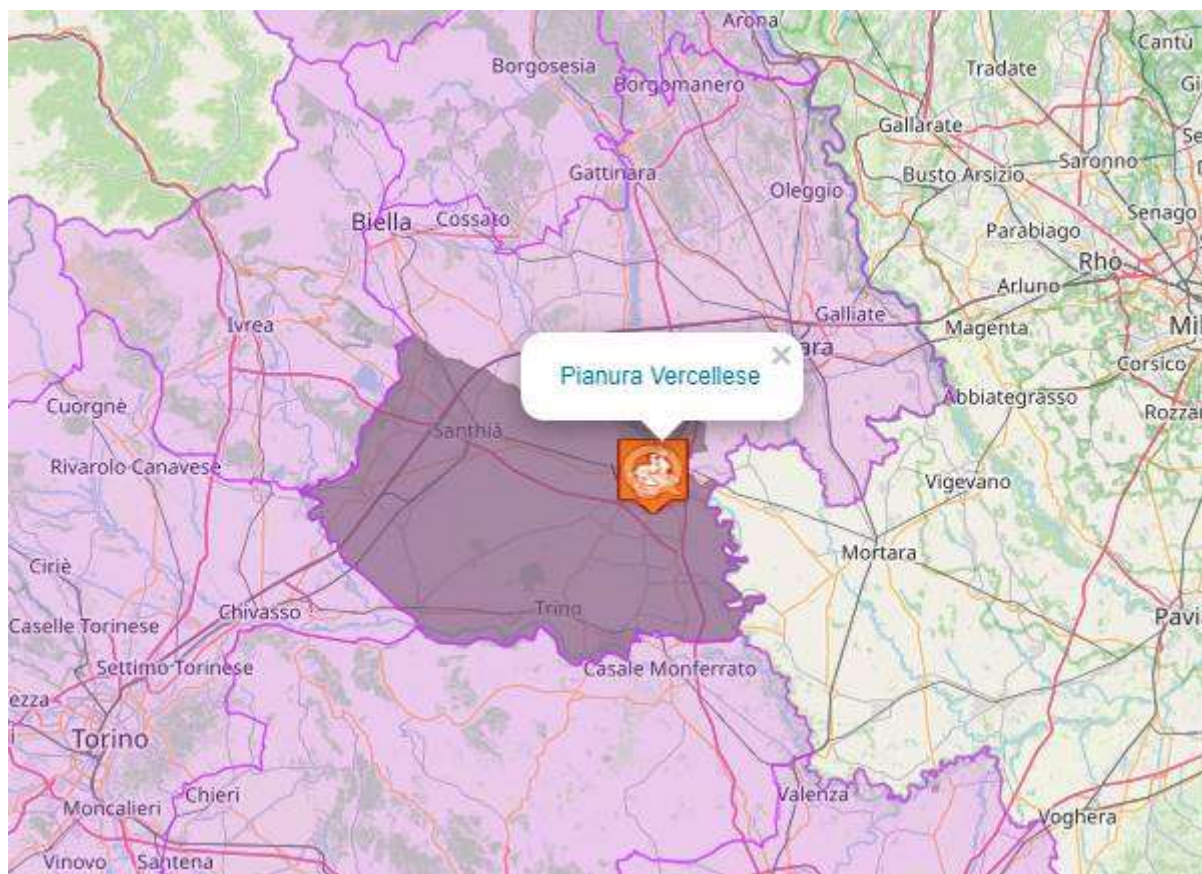 Arona
Cantù
Borgosesia
Tradate
Borgomanero
Gallarate
Saronno
Gattinara
Busto Arsizio
Oleggio
Biella
Cossato
Senago
Parabiago
Rho
Arluno
Ivrea
Galliate
Magenta
Corsico
Pianura Vercellese
Abbiategrasso
Cuorgnè
Santhià
Rivarolo Canavese
Vigevano
Mortara
Ciriè
Chivasso
Trino
Caselle Torinese
Settimo Torinese
Casale Monferrato
Torino
Chieri
Valenza
Moncalieri
Voghera
Vinovo
Santena